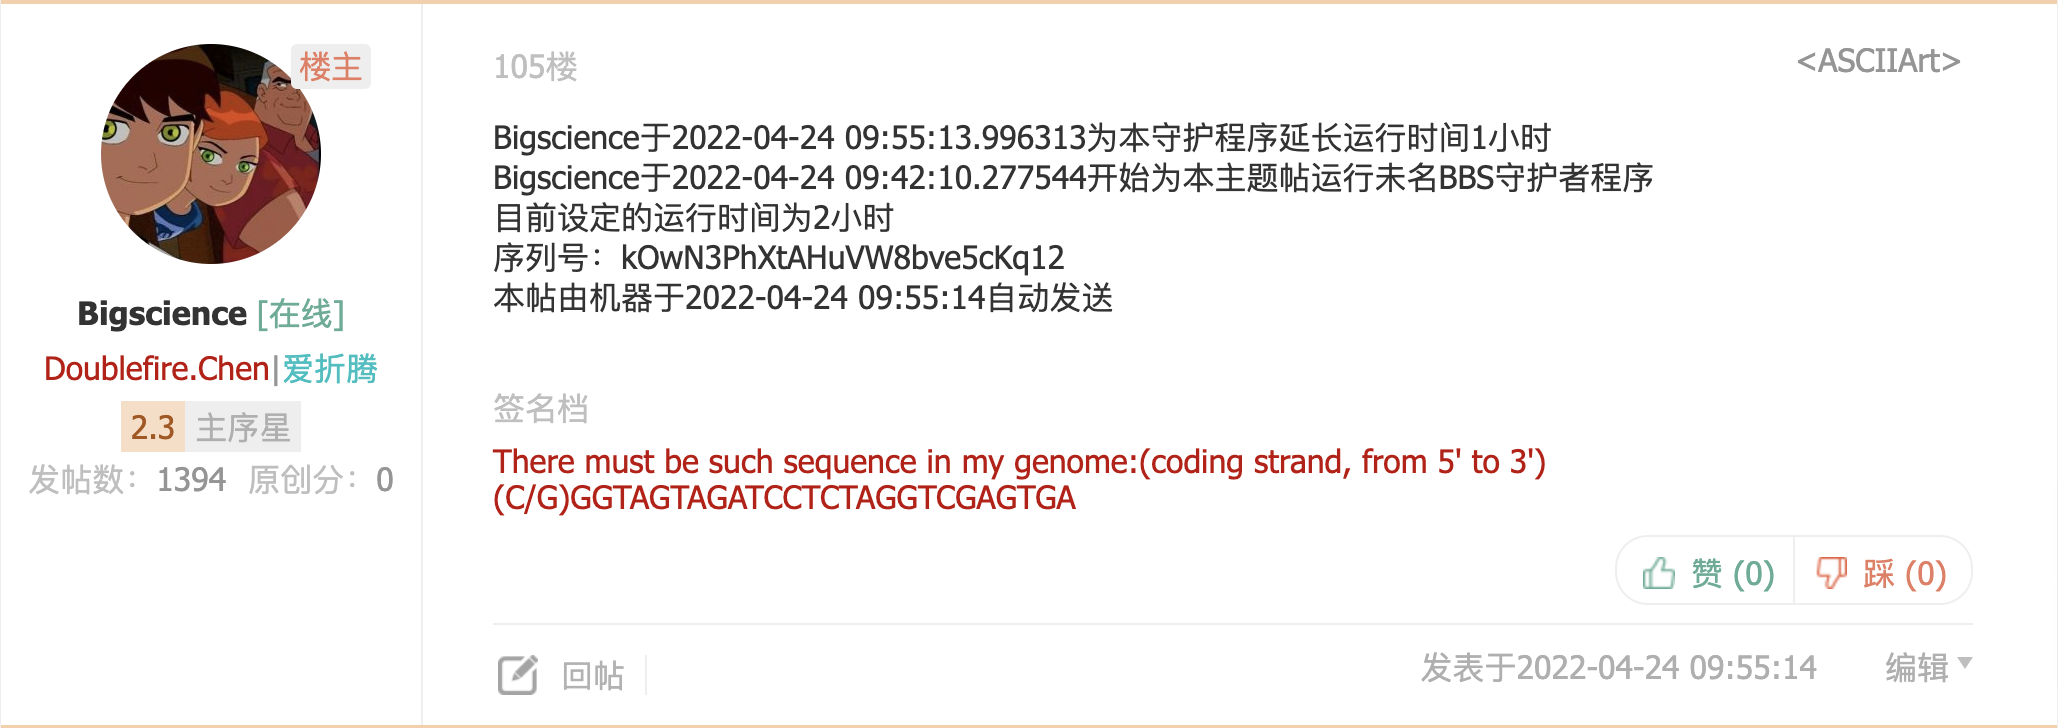 楼主
Bigscience [在线]
Doublefire.Chen|爱折腾
2.3 主序星
发帖数：1394 原创分：0
105楼
<ASCIIArt>
Bigscience于2022-04-24 09:55:13.996313为本守护程序延长运行时间1小时
Bigscience于2022-04-24 09:42:10.277544开始为本主题帖运行未名BBS守护者程序
目前设定的运行时间为2小时
序列号：kOwN3PhXtAHuVW8bve5cKq12
本帖由机器于2022-04-24 09:55:14自动发送
签名档
There must be such sequence in my genome:(coding strand, from 5' to 3')
(C/G)GGTAGTAGATCCTCTAGGTCGAGTGA
赞 (0)
踩 (0)
回帖
发表于2022-04-24 09:55:14
编辑